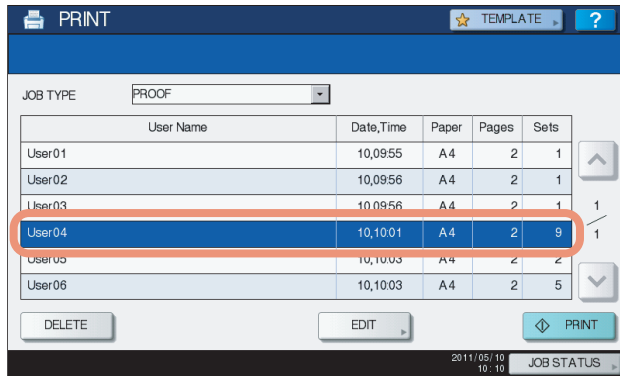 PRINT TEMPLATE ?
JOB TYPE PROOF
User Name Date,Time Paper Pages Sets
User01 10,09:55 A4 2 1
User02 10,09:56 A4 2 1
User03 10,09:56 A4 2 1
User04 10,10:01 A4 2 9
User05 10,10:03 A4 2 2
User06 10,10:03 A4 2 5
1
1
DELETE EDIT PRINT
2011/05/10
10:10
JOB STATUS